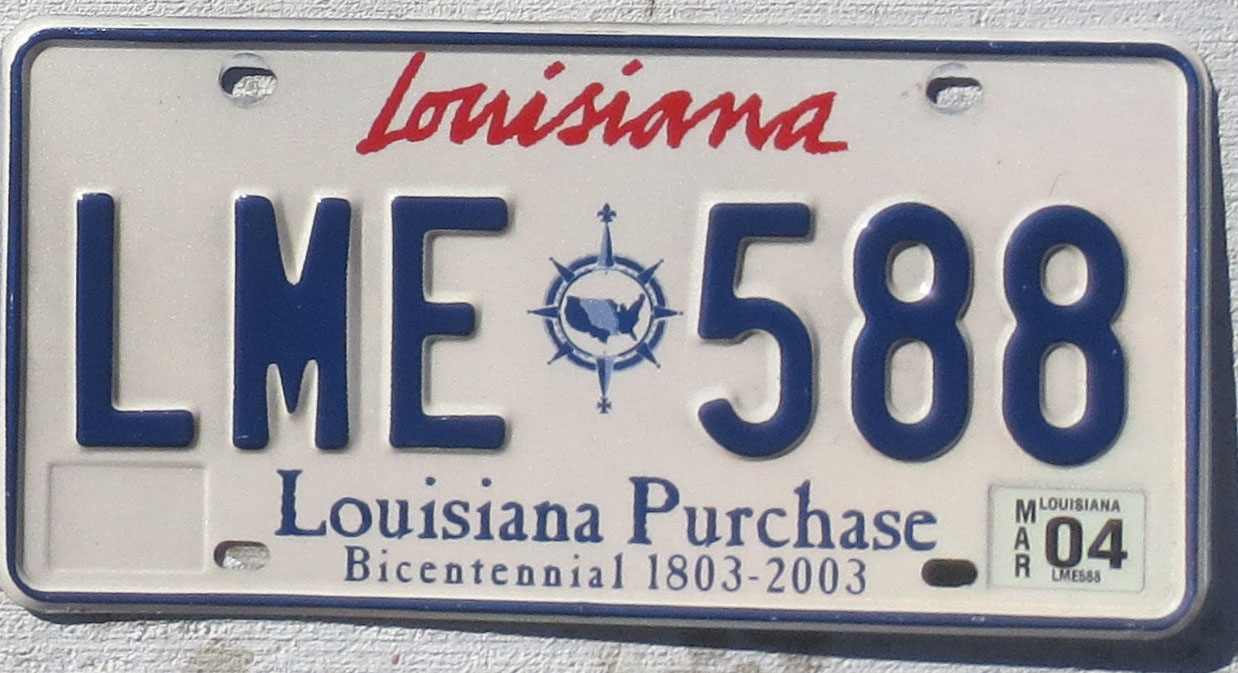 Louisiana
LME 588
Louisiana Purchase
Bicentennial 1803-2003
LOUISIANA
MAR
04
LME588